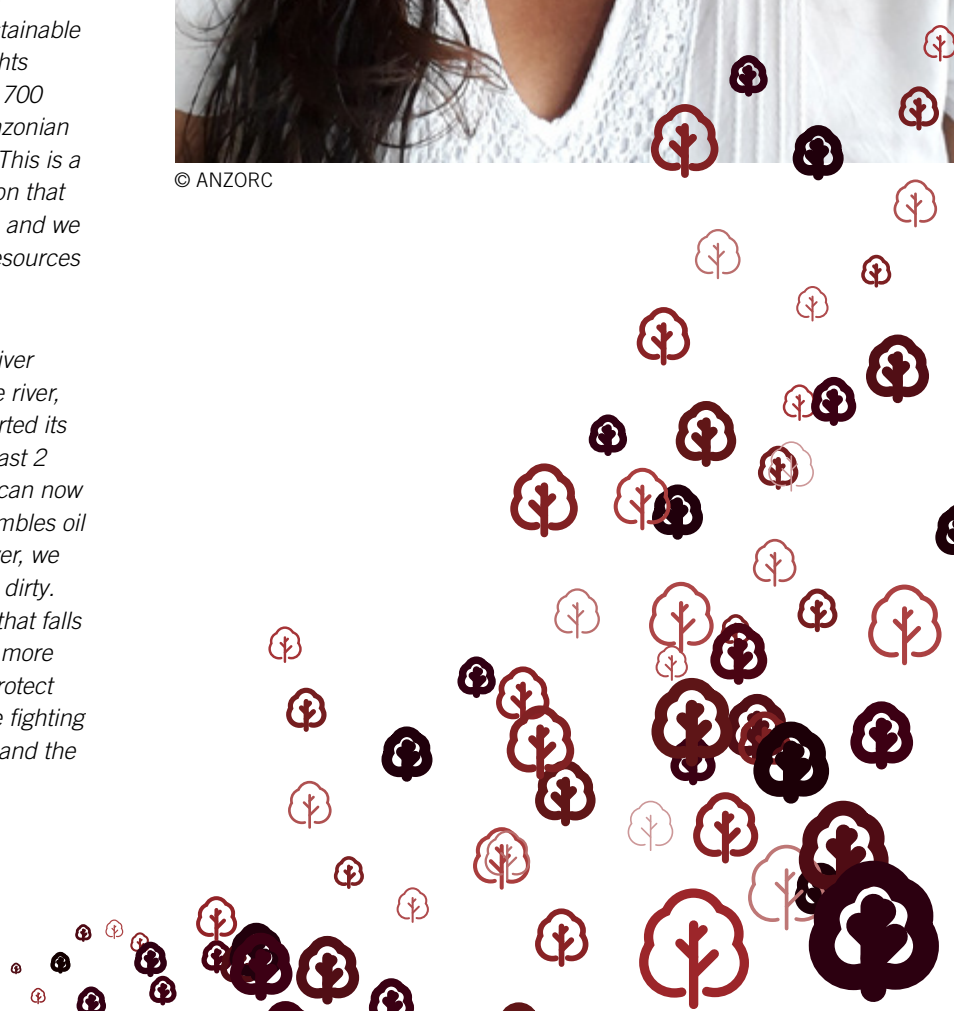 tainable
hts
700
nzonian
This is a
on that
and we
esources
iver
e river,
rted its
ast 2
can now
mbles oil
er, we
dirty.
that falls
more
rotect
e fighting
and the
© ANZORC